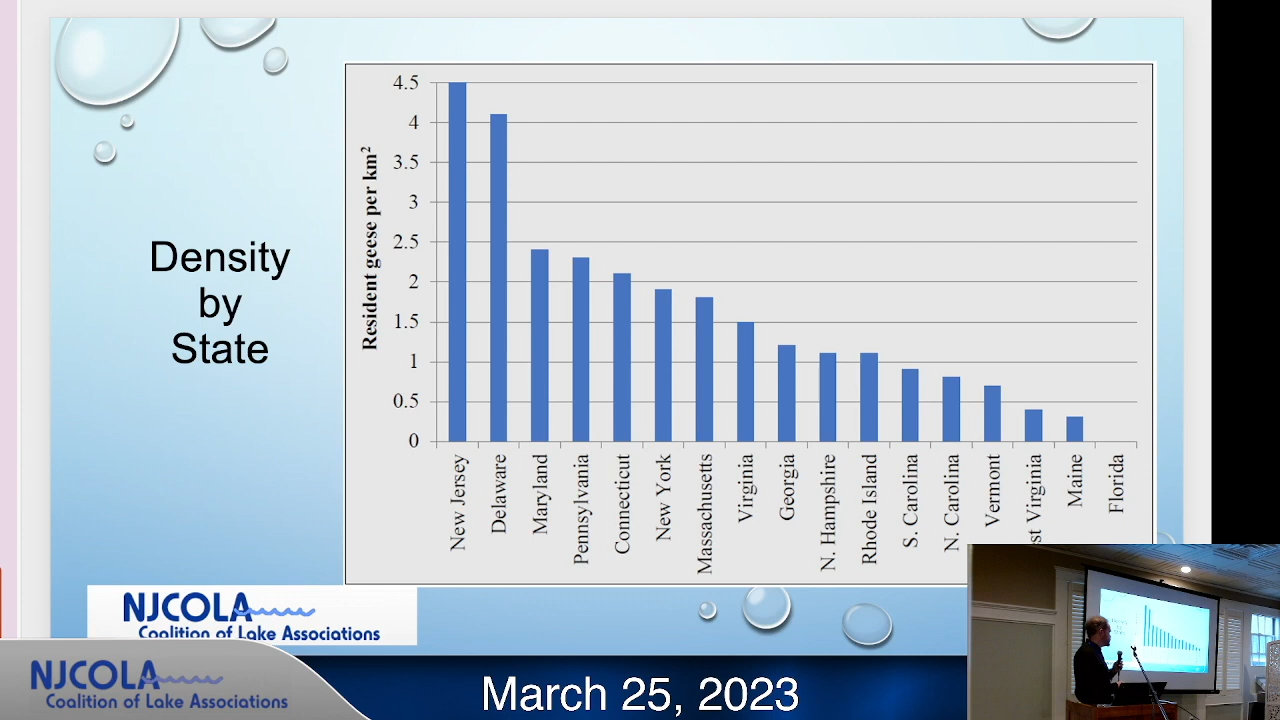 Density
by
State
Resident geese per km²
4.5
4
3.5
3
2.5
2
1.5
1
0.5
0
New Jersey
Delaware
Maryland
Pennsylvania
Connecticut
New York
Massachusetts
Virginia
Georgia
N. Hampshire
Rhode Island
S. Carolina
N. Carolina
Vermont
st Virginia
Maine
Florida
NJCOLA
Coalition of Lake Associations
NJCOLA
Coalition of Lake Associations
March 25, 2023